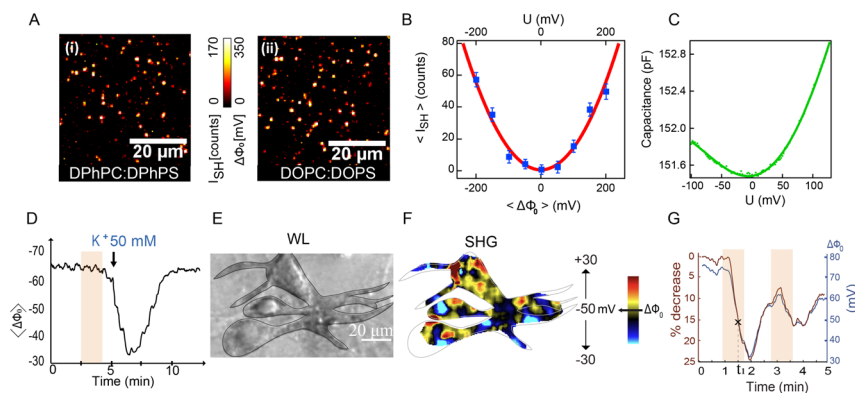 A
(i)
20 μm
DPhPC:DPhPS
170
350
I_SH[counts]
ΔΦ₀[mV]
0
0
(ii)
20 μm
DOPC:DOPS
B
U (mV)
-200
0
200
80
60
40
20
0
< I_SH > (counts)
-200
0
200
< ΔΦ₀ > (mV)
C
Capacitance (pF)
152.8
152.4
152.0
151.6
-100
-50
0
50
100
U (mV)
D
K⁺50 mM
-70
-60
-50
-40
-30
⟨ΔΦ₀⟩
0
5
10
Time (min)
E
WL
20 μm
F
SHG
+30
-50 mV
-30
ΔΦ₀
G
ΔΦ₀
0
5
10
15
20
25
% decrease
80
70
60
50
40
30
mV
0
1
2
3
4
5
t₁
Time (min)